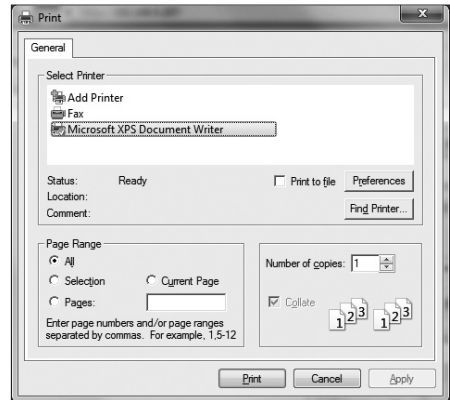 Print
General
Select Printer
Add Printer
Fax
Microsoft XPS Document Writer
Status: Ready
Location:
Comment:
Print to file
Preferences
Find Printer...
Page Range
All
Selection
Current Page
Pages:
Enter page numbers and/or page ranges
separated by commas. For example, 1,5-12
Number of copies: 1
Collate
1 2 3 1 2 3
Print Cancel Apply